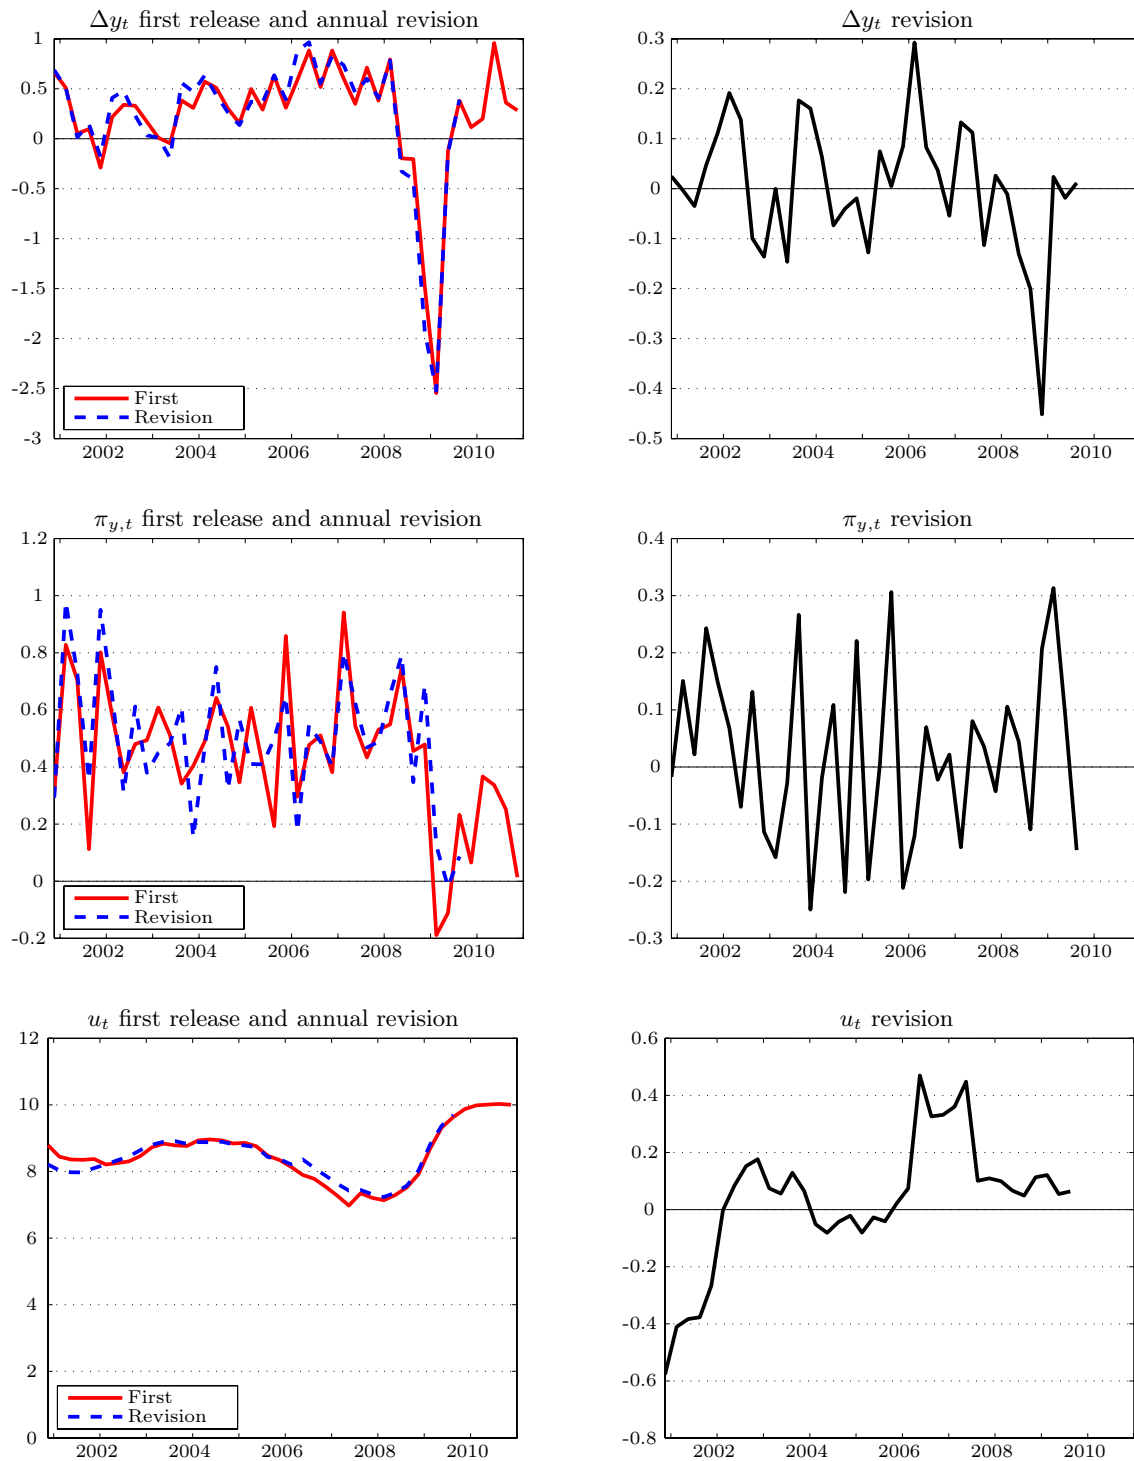 Δy_t first release and annual revision
1
0.5
0
-0.5
-1
-1.5
-2
-2.5
-3
First
Revision
2002 2004 2006 2008 2010
Δy_t revision
0.3
0.2
0.1
0
-0.1
-0.2
-0.3
-0.4
-0.5
2002 2004 2006 2008 2010
π_{y,t} first release and annual revision
1.2
1
0.8
0.6
0.4
0.2
0
-0.2
First
Revision
2002 2004 2006 2008 2010
π_{y,t} revision
0.4
0.3
0.2
0.1
0
-0.1
-0.2
-0.3
2002 2004 2006 2008 2010
u_t first release and annual revision
12
10
8
6
4
2
0
First
Revision
2002 2004 2006 2008 2010
u_t revision
0.6
0.4
0.2
0
-0.2
-0.4
-0.6
-0.8
2002 2004 2006 2008 2010